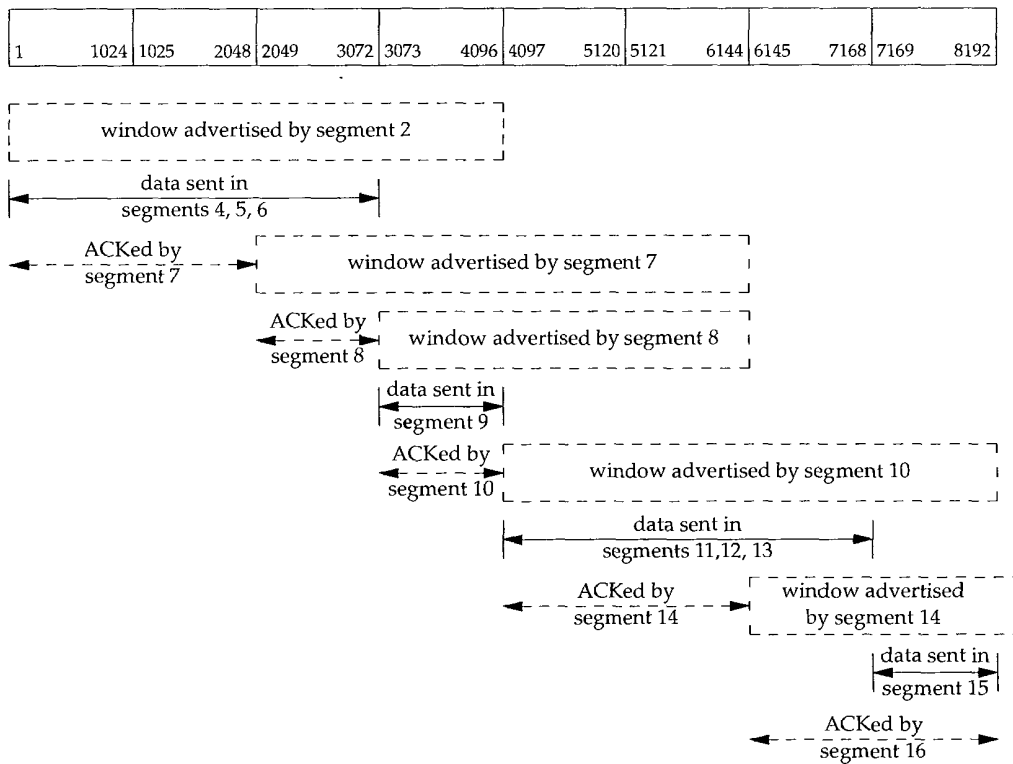 1 1024 1025 2048 2049 3072 3073 4096 4097 5120 5121 6144 6145 7168 7169 8192
window advertised by segment 2
data sent in
segments 4, 5, 6
ACKed by
segment 7
window advertised by segment 7
ACKed by
segment 8
window advertised by segment 8
data sent in
segment 9
ACKed by
segment 10
window advertised by segment 10
data sent in
segments 11,12, 13
ACKed by
segment 14
window advertised
by segment 14
data sent in
segment 15
ACKed by
segment 16